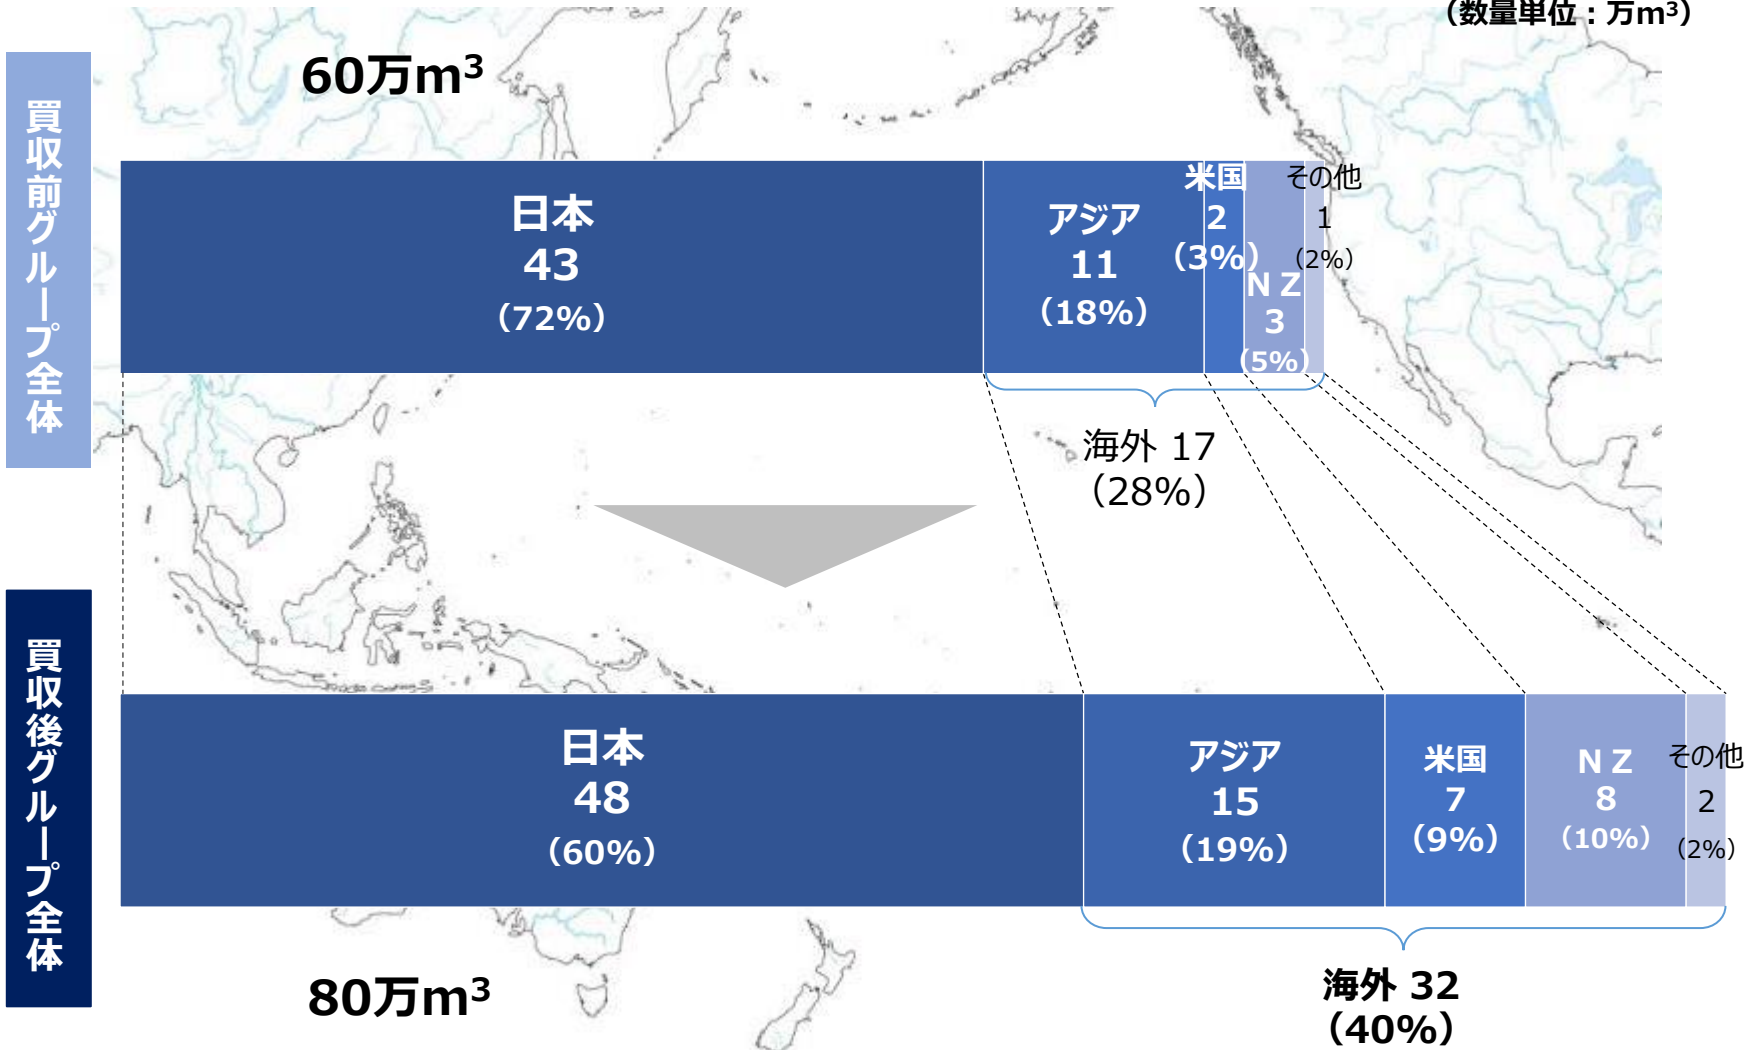 （数量単位：万m³）
60万m³
買収前グループ全体
日本
43
（72%）
アジア
11
（18%）
米国
2
（3%）
ＮＺ
3
（5%）
その他
1
（2%）
海外 17
（28%）
買収後グループ全体
日本
48
（60%）
アジア
15
（19%）
米国
7
（9%）
ＮＺ
8
（10%）
その他
2
（2%）
80万m³
海外 32
（40%）